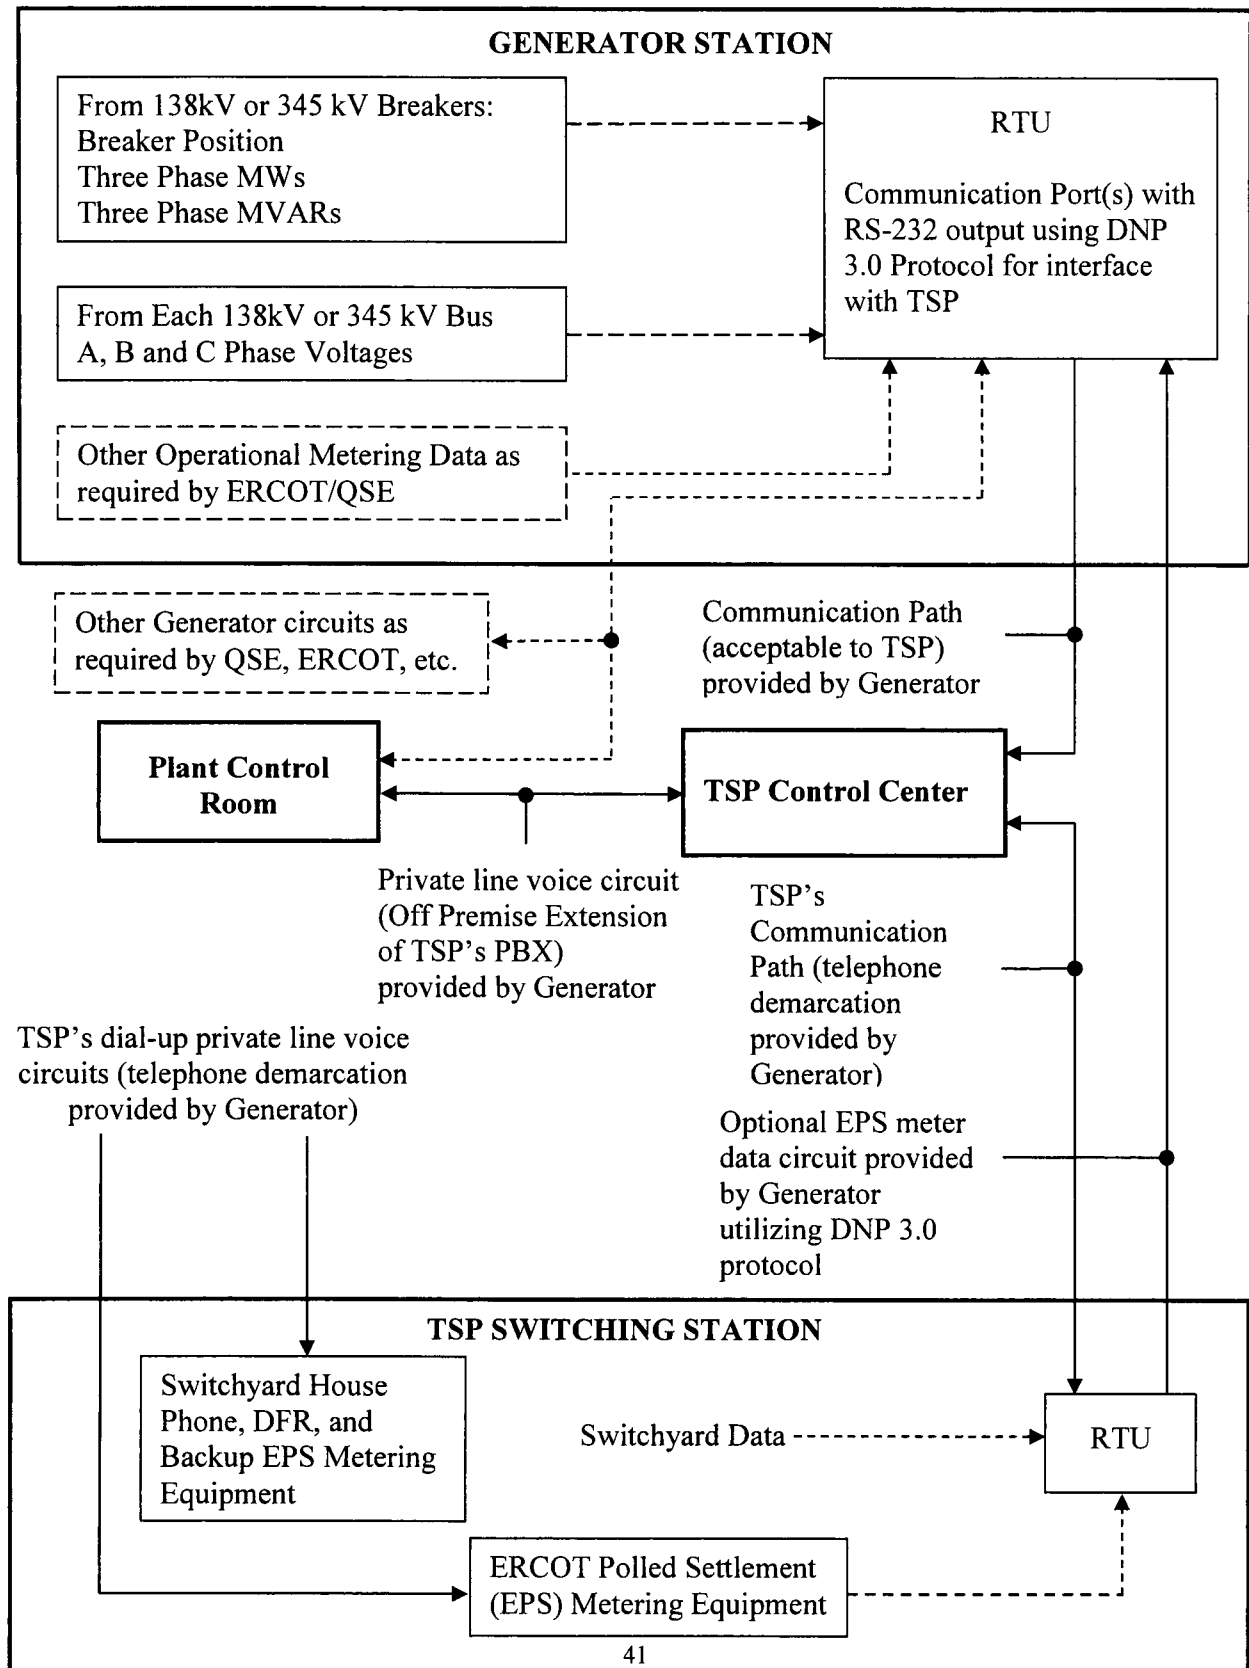 GENERATOR STATION
From 138kV or 345 kV Breakers:
Breaker Position
Three Phase MWs
Three Phase MVARs
RTU
Communication Port(s) with
RS-232 output using DNP
3.0 Protocol for interface
with TSP
From Each 138kV or 345 kV Bus
A, B and C Phase Voltages
Other Operational Metering Data as
required by ERCOT/QSE
Other Generator circuits as
required by QSE, ERCOT, etc.
Communication Path
(acceptable to TSP)
provided by Generator
Plant Control
Room
TSP Control Center
Private line voice circuit
(Off Premise Extension
of TSP's PBX)
provided by Generator
TSP's
Communication
Path (telephone
demarcation
provided by
Generator)
TSP's dial-up private line voice
circuits (telephone demarcation
provided by Generator)
Optional EPS meter
data circuit provided
by Generator
utilizing DNP 3.0
protocol
TSP SWITCHING STATION
Switchyard House
Phone, DFR, and
Backup EPS Metering
Equipment
Switchyard Data
RTU
ERCOT Polled Settlement
(EPS) Metering Equipment
41